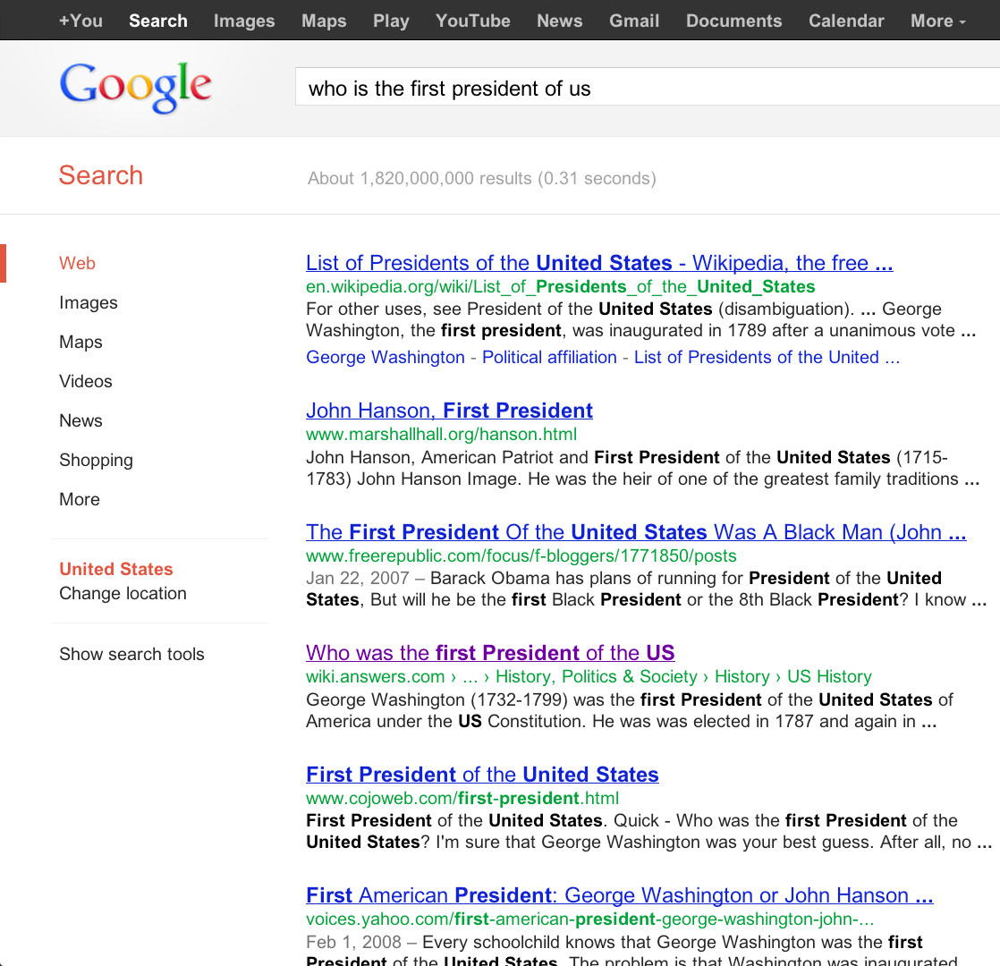 +You Search Images Maps Play YouTube News Gmail Documents Calendar More
Google
who is the first president of us
Search
About 1,820,000,000 results (0.31 seconds)
Web
Images
Maps
Videos
News
Shopping
More
United States
Change location
Show search tools
List of Presidents of the United States - Wikipedia, the free ...
en.wikipedia.org/wiki/List_of_Presidents_of_the_United_States
For other uses, see President of the United States (disambiguation). ... George
Washington, the first president, was inaugurated in 1789 after a unanimous vote ...
George Washington - Political affiliation - List of Presidents of the United ...
John Hanson, First President
www.marshallhall.org/hanson.html
John Hanson, American Patriot and First President of the United States (1715-
1783) John Hanson Image. He was the heir of one of the greatest family traditions ...
The First President Of the United States Was A Black Man (John ...
www.freerepublic.com/focus/f-bloggers/1771850/posts
Jan 22, 2007 – Barack Obama has plans of running for President of the United
States, But will he be the first Black President or the 8th Black President? I know ...
Who was the first President of the US
wiki.answers.com › ... › History, Politics & Society › History › US History
George Washington (1732-1799) was the first President of the United States of
America under the US Constitution. He was was elected in 1787 and again in ...
First President of the United States
www.cojoweb.com/first-president.html
First President of the United States. Quick - Who was the first President of the
United States? I'm sure that George Washington was your best guess. After all, no ...
First American President: George Washington or John Hanson ...
voices.yahoo.com/first-american-president-george-washington-john-...
Feb 1, 2008 – Every schoolchild knows that George Washington was the first
President of the United States. The problem is that Washington was inaugurated